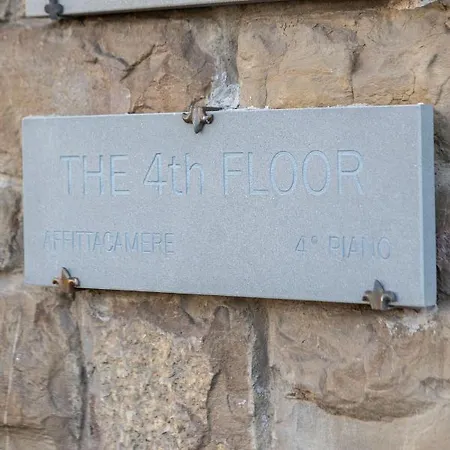 THE 4th FLOOR
AFFITTACAMERE 4° PIANO